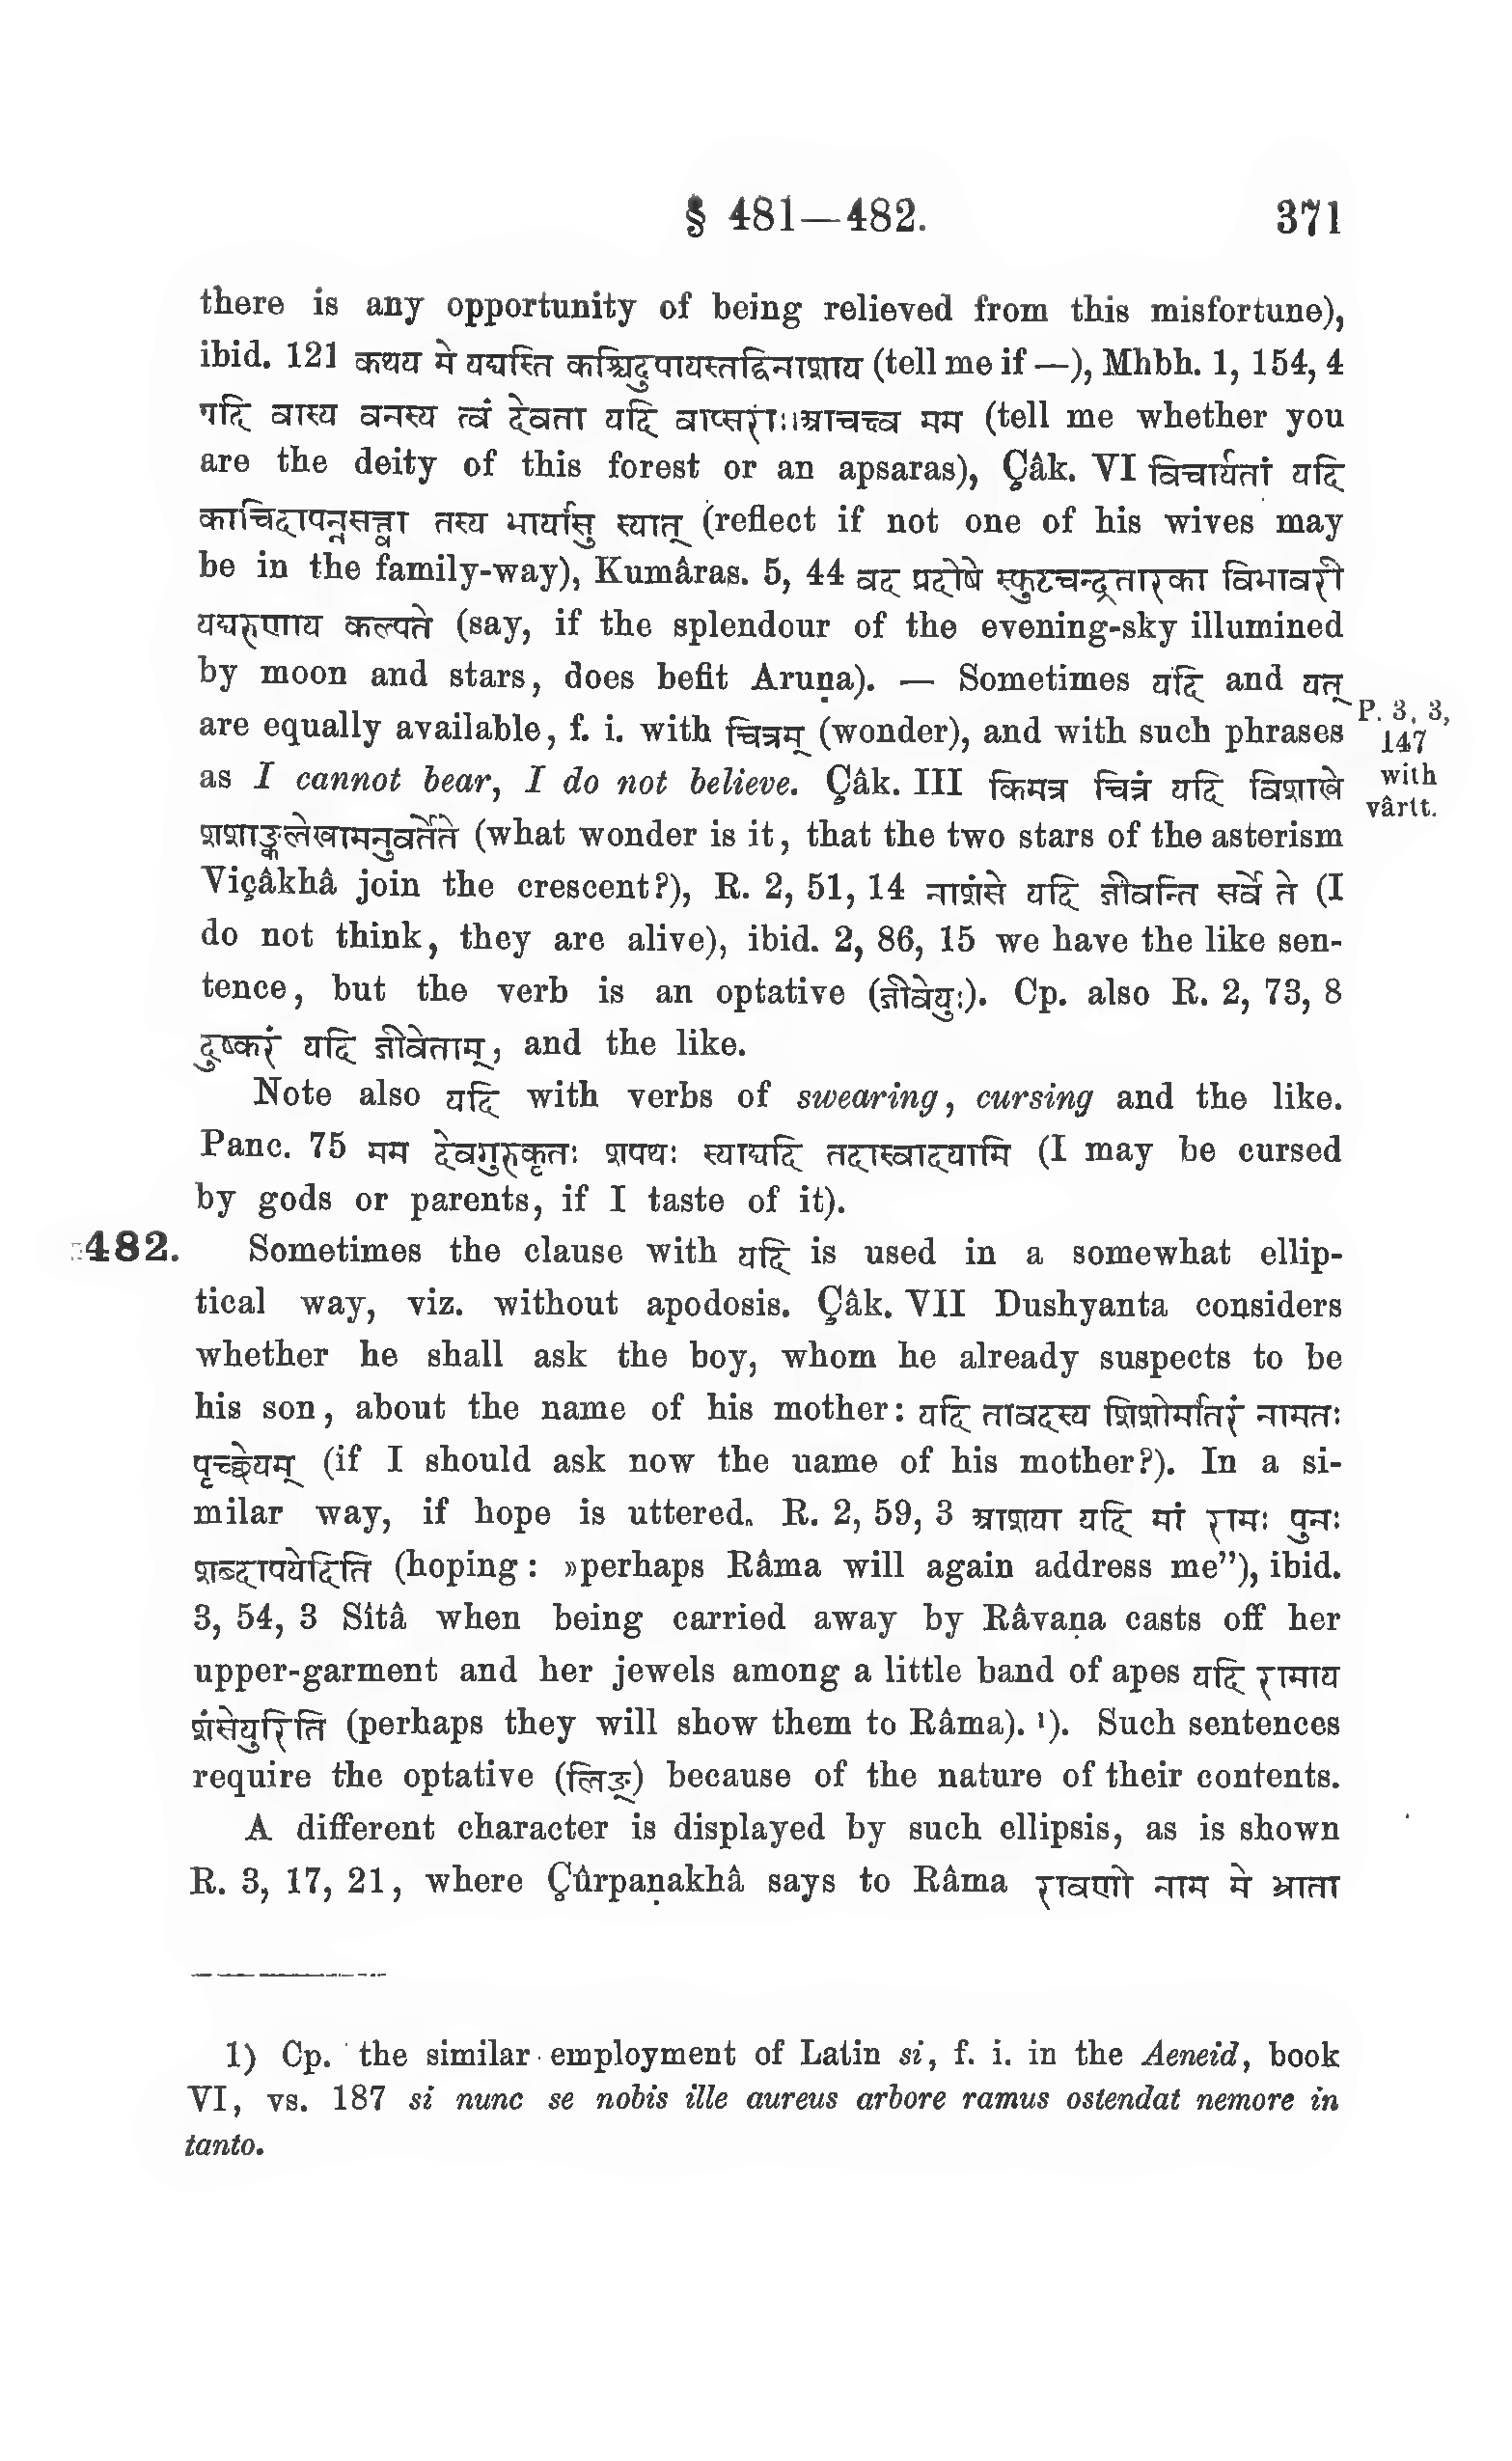 § 481—482. 371
there is any opportunity of being relieved from this misfortune),
ibid. 121 कथय मे यद्यस्ति कश्चिदुपायस्तद्विनाशाय (tell me if —), Mhbh. 1, 154, 4
यदि वास्य वनस्य त्वं देवता यदि वाप्सराः।आचक्ष्व मम (tell me whether you
are the deity of this forest or an apsaras), Çâk. VI विचार्यतां यदि
काचिदापन्नसत्त्वा तस्य भार्यासु स्यात् (reflect if not one of his wives may
be in the family-way), Kumâras. 5, 44 वद प्रदोषे स्फुटचन्द्रतारका विभावरी
यद्यरुणाय कल्पते (say, if the splendour of the evening-sky illumined
by moon and stars, does befit Aruṇa). — Sometimes यदि and यत्
are equally available, f. i. with चित्रम् (wonder), and with such phrases
P. 3, 3,
147
with
vârtt.
as I cannot bear, I do not believe. Çâk. III किमत्र चित्रं यदि विशाखे
शशाङ्कलेखामनुवर्तेते (what wonder is it, that the two stars of the asterism
Viçâkhâ join the crescent?), R. 2, 51, 14 नाशंसे यदि जीवन्ति सर्वे ते (I
do not think, they are alive), ibid. 2, 86, 15 we have the like sen-
tence, but the verb is an optative (जीवेयुः). Cp. also R. 2, 73, 8
दुष्करं यदि जीवेताम्, and the like.
Note also यदि with verbs of swearing, cursing and the like.
Panc. 75 मम देवगुरुकृतः शपथः स्याद्यदि तदास्वादयामि (I may be cursed
by gods or parents, if I taste of it).
482. Sometimes the clause with यदि is used in a somewhat ellip-
tical way, viz. without apodosis. Çâk. VII Dushyanta considers
whether he shall ask the boy, whom he already suspects to be
his son, about the name of his mother: यदि तावदस्य शिशोर्मातरं नामतः
पृच्छेयम् (if I should ask now the name of his mother?). In a si-
milar way, if hope is uttered. R. 2, 59, 3 आशया यदि मां रामः पुनः
शब्दापयेदिति (hoping: »perhaps Râma will again address me”), ibid.
3, 54, 3 Sîtâ when being carried away by Râvaṇa casts off her
upper-garment and her jewels among a little band of apes यदि रामाय
शंसेयुरिति (perhaps they will show them to Râma). ¹). Such sentences
require the optative (लिङ्) because of the nature of their contents.
A different character is displayed by such ellipsis, as is shown
R. 3, 17, 21, where Çûrpaṇakhâ says to Râma रावणो नाम मे भ्राता
1) Cp. the similar employment of Latin si, f. i. in the Aeneid, book
VI, vs. 187 si nunc se nobis ille aureus arbore ramus ostendat nemore in
tanto.